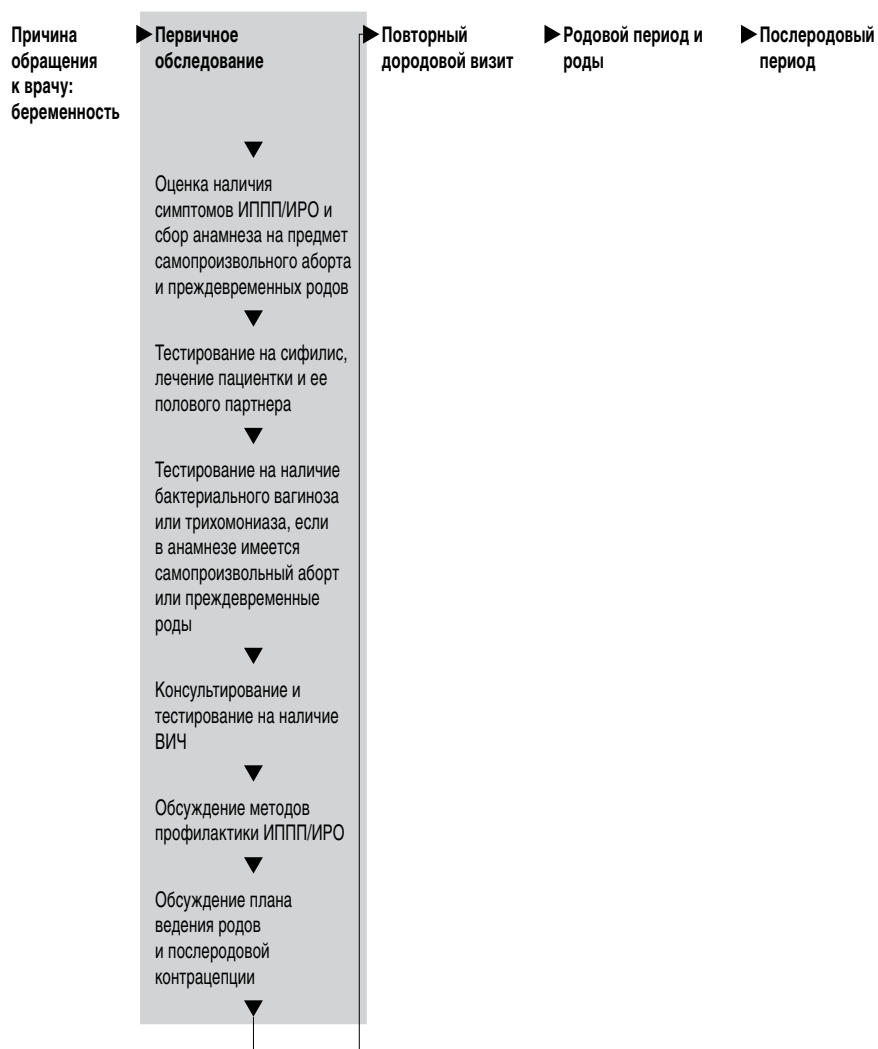 Причина
обращения
к врачу:
беременность
Первичное
обследование
Повторный
дородовой визит
Родовой период и
роды
Послеродовый
период
Оценка наличия
симптомов ИППП/ИРО и
сбор анамнеза на предмет
самопроизвольного аборта
и преждевременных родов
Тестирование на сифилис,
лечение пациентки и ее
полового партнера
Тестирование на наличие
бактериального вагиноза
или трихомониаза, если
в анамнезе имеется
самопроизвольный аборт
или преждевременные
роды
Консультирование и
тестирование на наличие
ВИЧ
Обсуждение методов
профилактики ИППП/ИРО
Обсуждение плана
ведения родов
и послеродовой
контрацепции